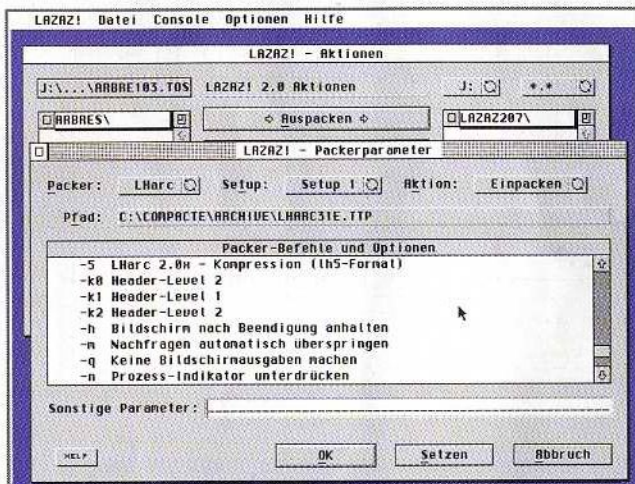 LAZAZ! Datei Console Optionen Hilfe
LAZAZ! - Aktionen
J:\...\ARBRE103.TOS LAZAZ! 2.0 Aktionen J: *.*
ARBRES\ Auspacken LAZAZ207\
LAZAZ! - Packerparameter
Packer: LHarc Setup: Setup 1 Aktion: Einpacken
Pfad: C:\COMPACTE\ARCHIVE\LHARC31E.TTP
Packer-Befehle und Optionen
-5 LHarc 2.0x - Kompression (lh5-Format)
-k0 Header-Level 2
-k1 Header-Level 1
-k2 Header-Level 2
-h Bildschirm nach Beendigung anhalten
-m Nachfragen automatisch überspringen
-q Keine Bildschirmausgaben machen
-n Prozess-Indikator unterdrücken
Sonstige Parameter:
HELP OK Setzen Abbruch